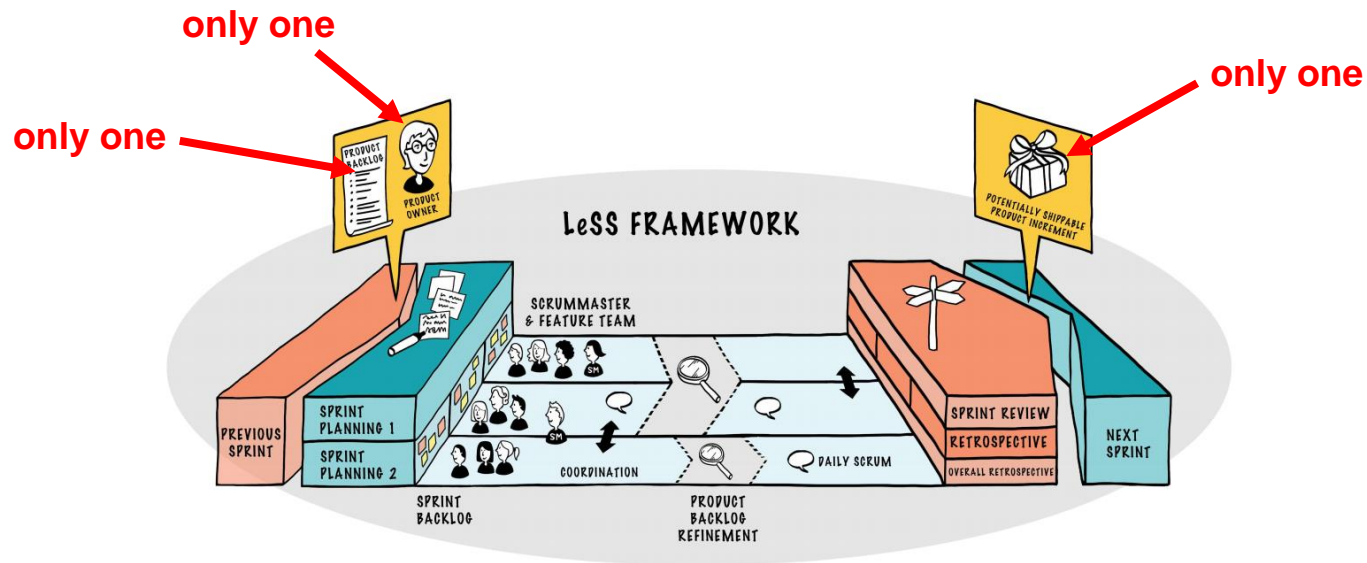 only one
only one
only one
PRODUCT
BACKLOG
PRODUCT
OWNER
POTENTIALLY SHIPPABLE
PRODUCT INCREMENT
LeSS FRAMEWORK
SCRUMMASTER
& FEATURE TEAM
SM
SM
PREVIOUS
SPRINT
SPRINT
PLANNING 1
SPRINT
PLANNING 2
COORDINATION
DAILY SCRUM
SPRINT REVIEW
RETROSPECTIVE
OVERALL RETROSPECTIVE
NEXT
SPRINT
SPRINT
BACKLOG
PRODUCT
BACKLOG
REFINEMENT